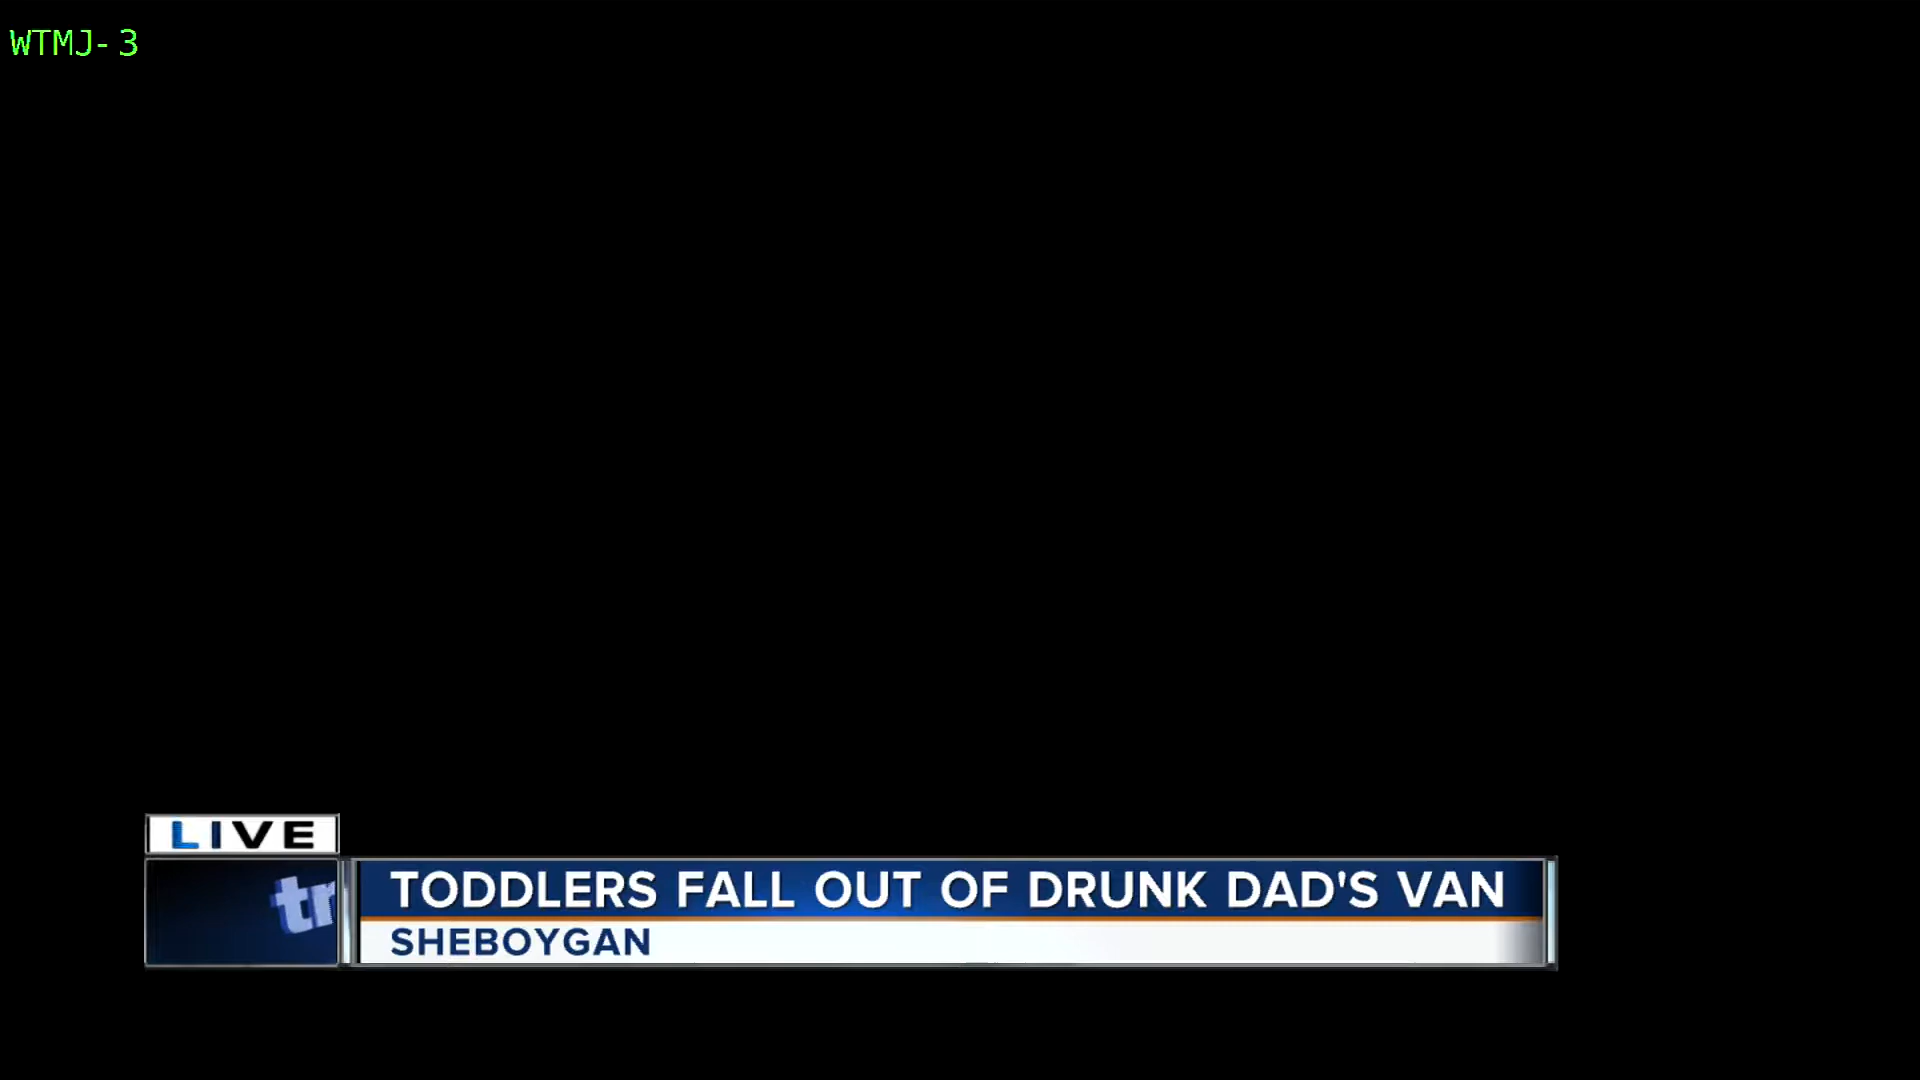 WTMJ-3
LIVE
tr
TODDLERS FALL OUT OF DRUNK DAD'S VAN
SHEBOYGAN